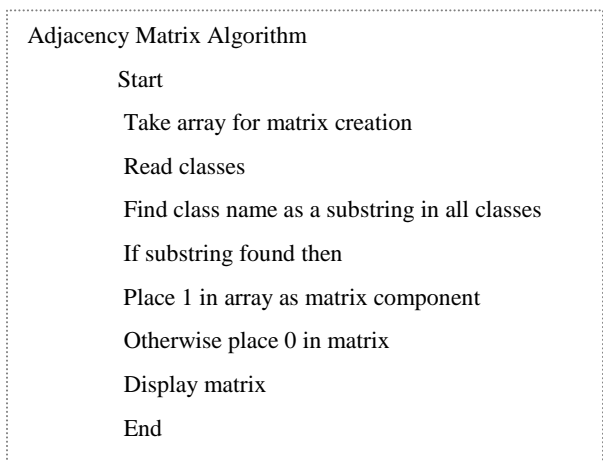 Adjacency Matrix Algorithm
Start
Take array for matrix creation
Read classes
Find class name as a substring in all classes
If substring found then
Place 1 in array as matrix component
Otherwise place 0 in matrix
Display matrix
End